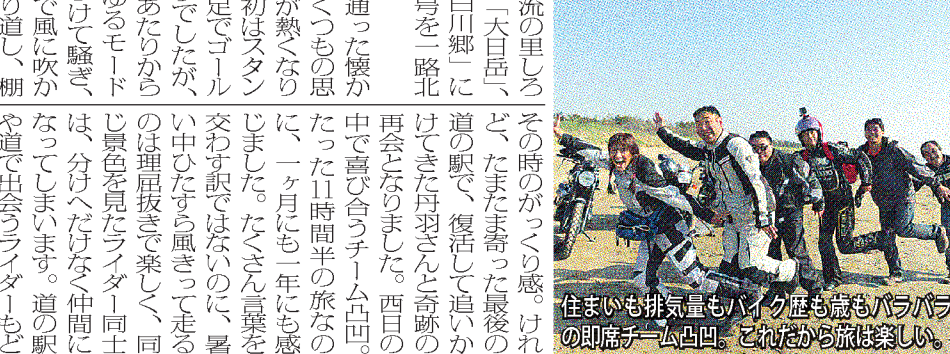 流の里しろ
「大日岳」、
白川郷」に
号を一路北
通った懐か
くつもの思
が熱くなり
初はスタン
足でゴール
でしたが、
あたりから
ゆるモード
けて騒ぎ、
で風に吹か
り道し、棚
その時のがっくり感。けれ
ど、たまたま寄った最後の
道の駅で、復活して追いか
けてきた丹羽さんと奇跡の
再会となりました。西日の
中で喜び合うチーム凸凹。
たった11時間半の旅なの
に、一ヶ月にも一年にも感
じました。たくさん言葉を
交わす訳ではないのに、暑
い中ひたすら風きって走る
のは理屈抜きで楽しく、同
じ景色を見たライダー同士
は、分けへだけなく仲間に
なってしまいます。道の駅
や道で出会うライダーもど
住まいも排気量もバイク歴も歳もバラバラ
の即席チーム凸凹。これだから旅は楽しい。